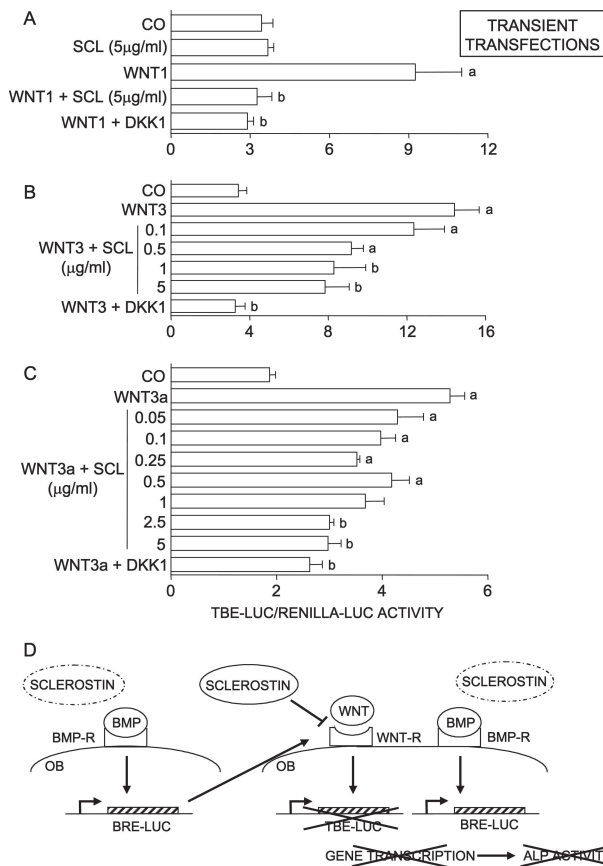 A
TRANSIENT
TRANSFECTIONS
CO
SCL (5μg/ml)
WNT1
a
WNT1 + SCL (5μg/ml)
b
WNT1 + DKK1
b
0 3 6 9 12
B
CO
WNT3
a
0.1
a
WNT3 + SCL
(μg/ml)
0.5
a
1
b
5
b
WNT3 + DKK1
b
0 4 8 12 16
C
CO
WNT3a
a
0.05
a
0.1
a
WNT3a + SCL
(μg/ml)
0.25
a
0.5
a
1
2.5
b
5
b
WNT3a + DKK1
b
0 2 4 6
TBE-LUC/RENILLA-LUC ACTIVITY
D
SCLEROSTIN
SCLEROSTIN
SCLEROSTIN
BMP
WNT
BMP
BMP-R
WNT-R
BMP-R
OB
OB
BRE-LUC
TBE-LUC
BRE-LUC
GENE TRANSCRIPTION
ALP ACTIVITY